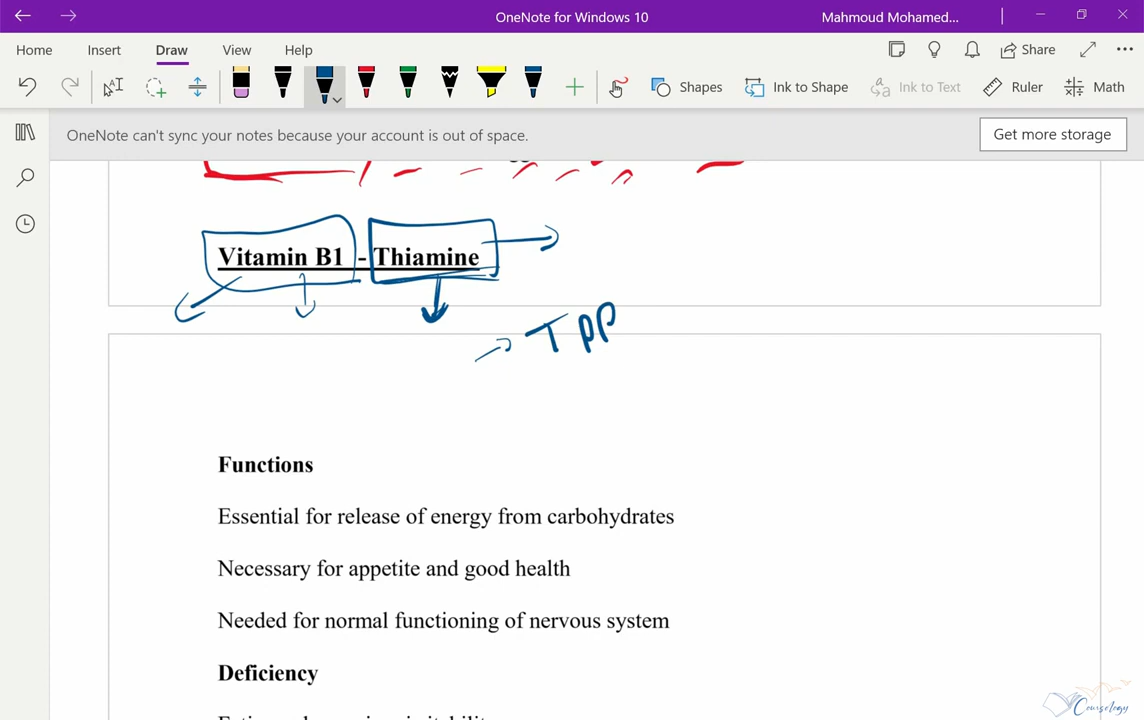 OneNote for Windows 10
Mahmoud Mohamed...
Home Insert Draw View Help Share
Shapes Ink to Shape Ink to Text Ruler Math
OneNote can't sync your notes because your account is out of space.
Get more storage
Vitamin B1 - Thiamine
TPP
Functions
Essential for release of energy from carbohydrates
Necessary for appetite and good health
Needed for normal functioning of nervous system
Deficiency
Courselogy